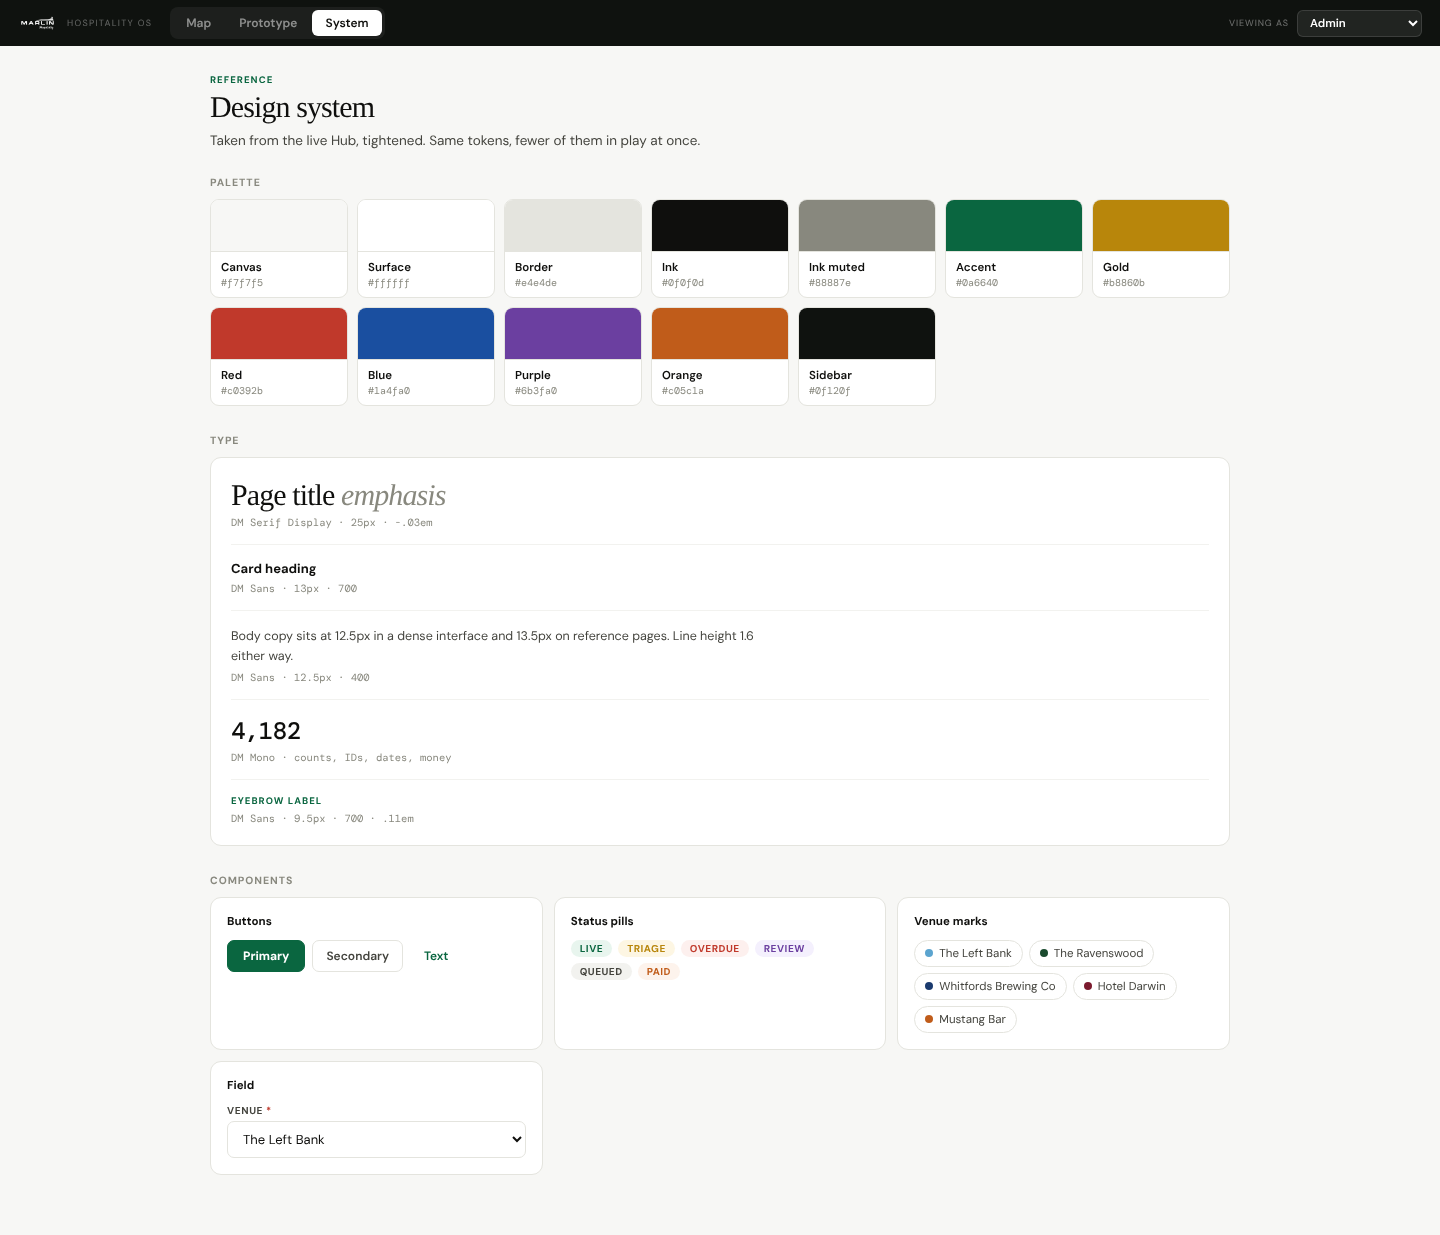 MARLIN HOSPITALITY OS Map Prototype System VIEWING AS Admin
REFERENCE
Design system
Taken from the live Hub, tightened. Same tokens, fewer of them in play at once.
PALETTE
Canvas Surface Border Ink Ink muted Accent Gold
#f7f7f5 #ffffff #e4e4de #0f0f0d #88887e #0a6640 #b8860b
Red Blue Purple Orange Sidebar
#c0392b #1a4fa0 #6b3fa0 #c05c1a #0f120f
TYPE
Page title emphasis
DM Serif Display · 25px · -.03em
Card heading
DM Sans · 13px · 700
Body copy sits at 12.5px in a dense interface and 13.5px on reference pages. Line height 1.6
either way.
DM Sans · 12.5px · 400
4,182
DM Mono · counts, IDs, dates, money
EYEBROW LABEL
DM Sans · 9.5px · 700 · .11em
COMPONENTS
Buttons
Primary Secondary Text
Status pills
LIVE TRIAGE OVERDUE REVIEW
QUEUED PAID
Venue marks
The Left Bank The Ravenswood
Whitfords Brewing Co Hotel Darwin
Mustang Bar
Field
VENUE *
The Left Bank